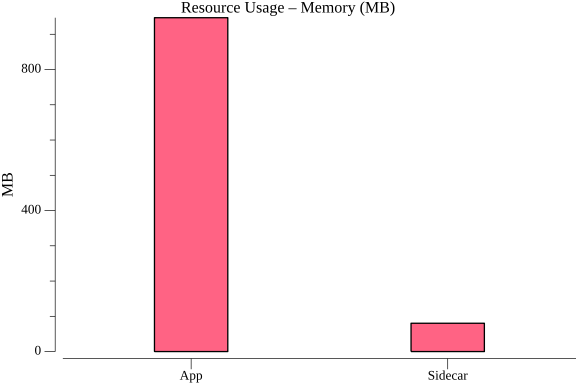 Resource Usage – Memory (MB)
MB
800
400
0
App
Sidecar